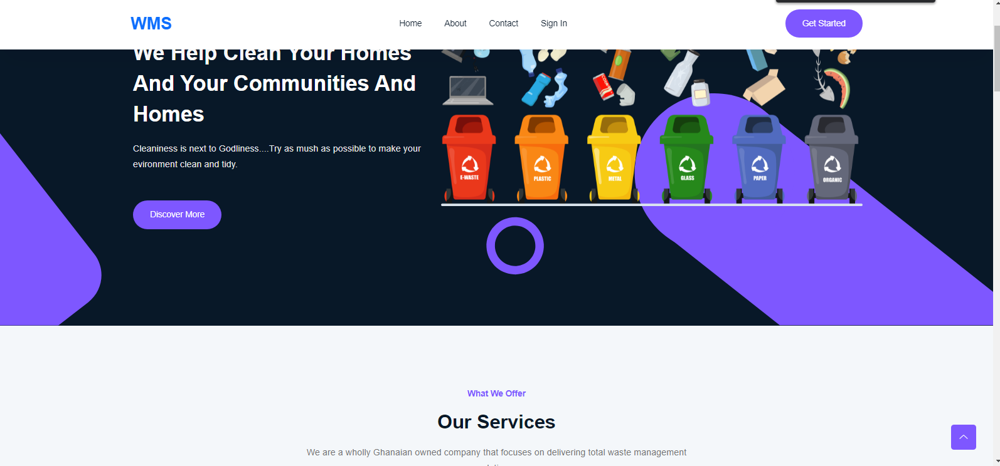 WMS
Home About Contact Sign In
Get Started
We Help Clean Your Homes
And Your Communities And
Homes
Cleaniness is next to Godliness....Try as mush as possible to make your
evironment clean and tidy.
Discover More
E-WASTE PLASTIC METAL GLASS PAPER ORGANIC
What We Offer
Our Services
We are a wholly Ghanaian owned company that focuses on delivering total waste management